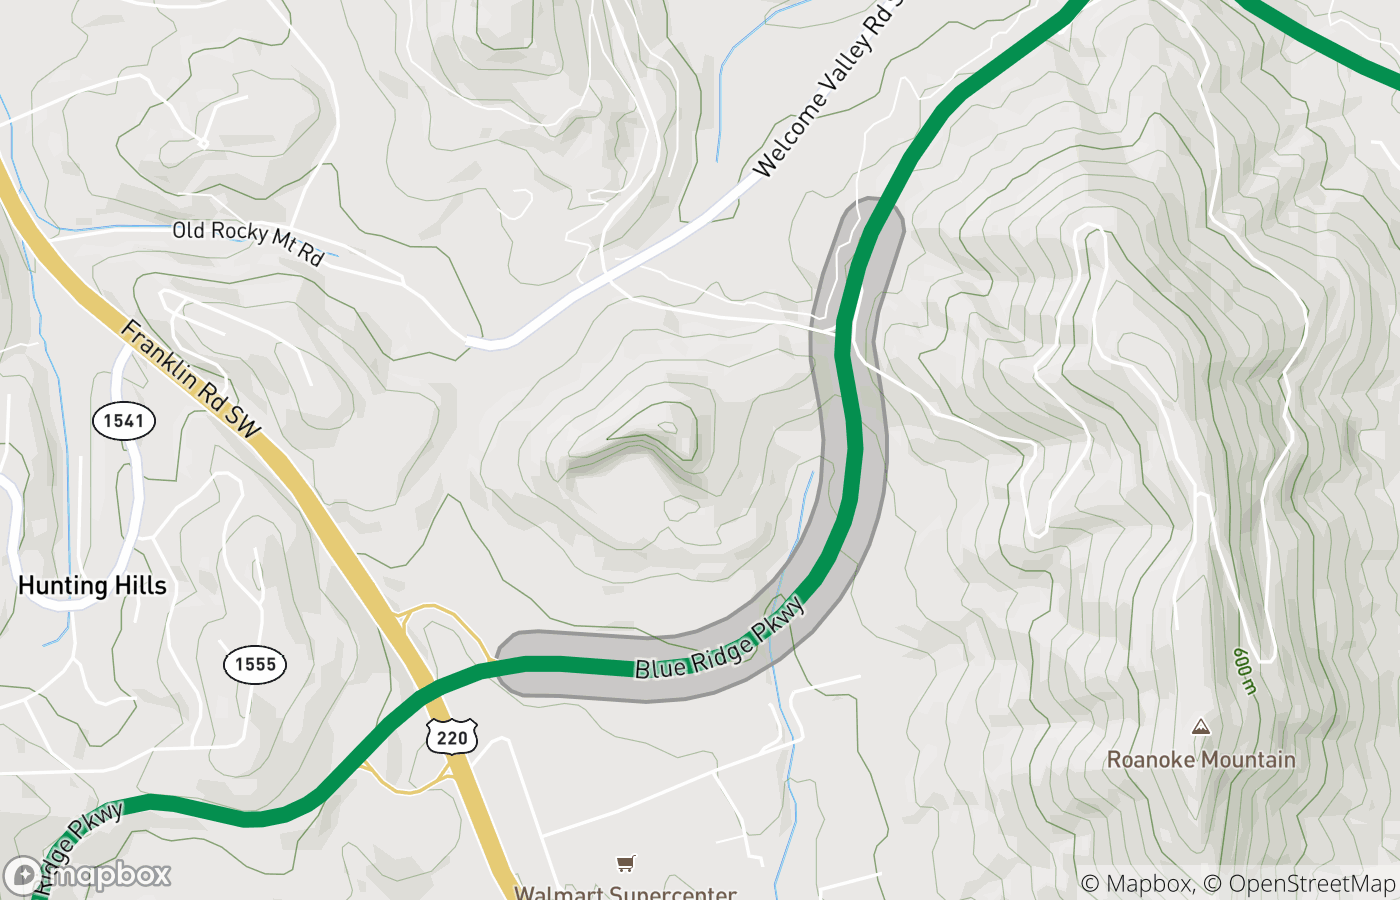 Welcome Valley Rd S
Old Rocky Mt Rd
Franklin Rd SW
1541
Hunting Hills
Blue Ridge Pkwy
1555
600 m
220
Roanoke Mountain
Ridge Pkwy
Walmart Supercenter
mapbox
© Mapbox, © OpenStreetMap